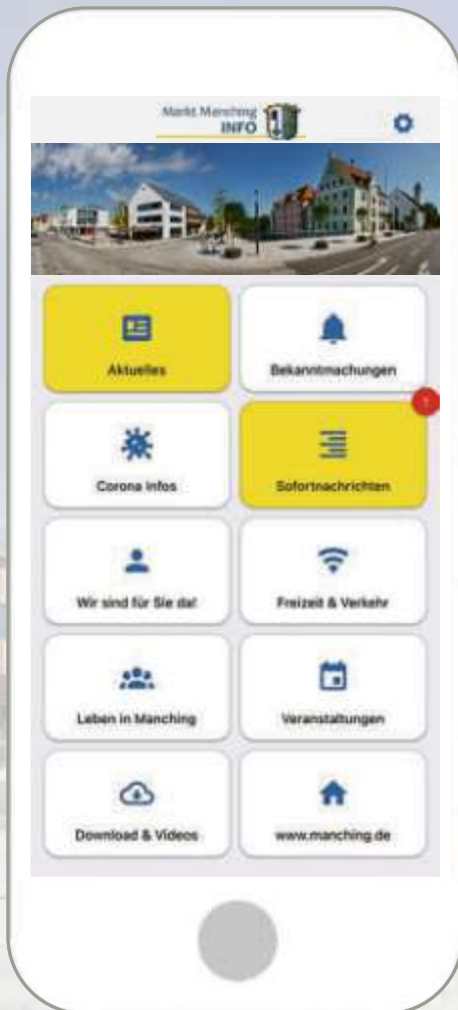 Markt Manching
INFO
Aktuelles
Bekanntmachungen
1
Corona Infos
Sofortnachrichten
Wir sind für Sie da!
Freizeit & Verkehr
Leben in Manching
Veranstaltungen
Download & Videos
www.manching.de